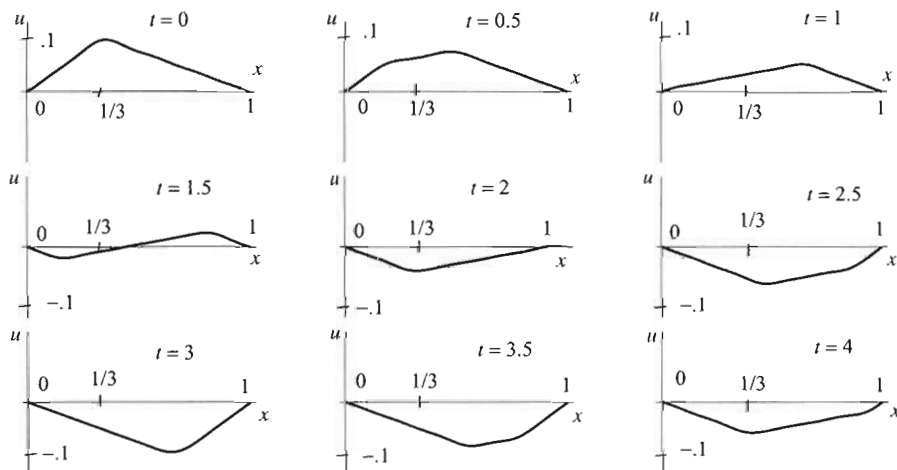 u t = 0 u t = 0.5 u t = 1
.1 .1 .1
x x x
0 1/3 1 0 1/3 1 0 1/3 1
u t = 1.5 u t = 2 u t = 2.5
0 1/3 1 0 1/3 1 0 1/3 1
x x x
−.1 −.1 −.1
u t = 3 u t = 3.5 u t = 4
0 1/3 1 0 1/3 1 0 1/3 1
x x x
−.1 −.1 −.1